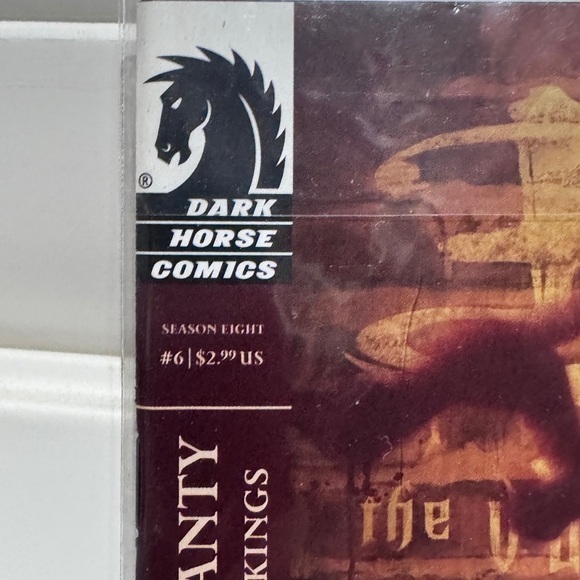 ®
DARK
HORSE
COMICS
SEASON EIGHT
#6 | $2.99 US
ANTY
KINGS
the